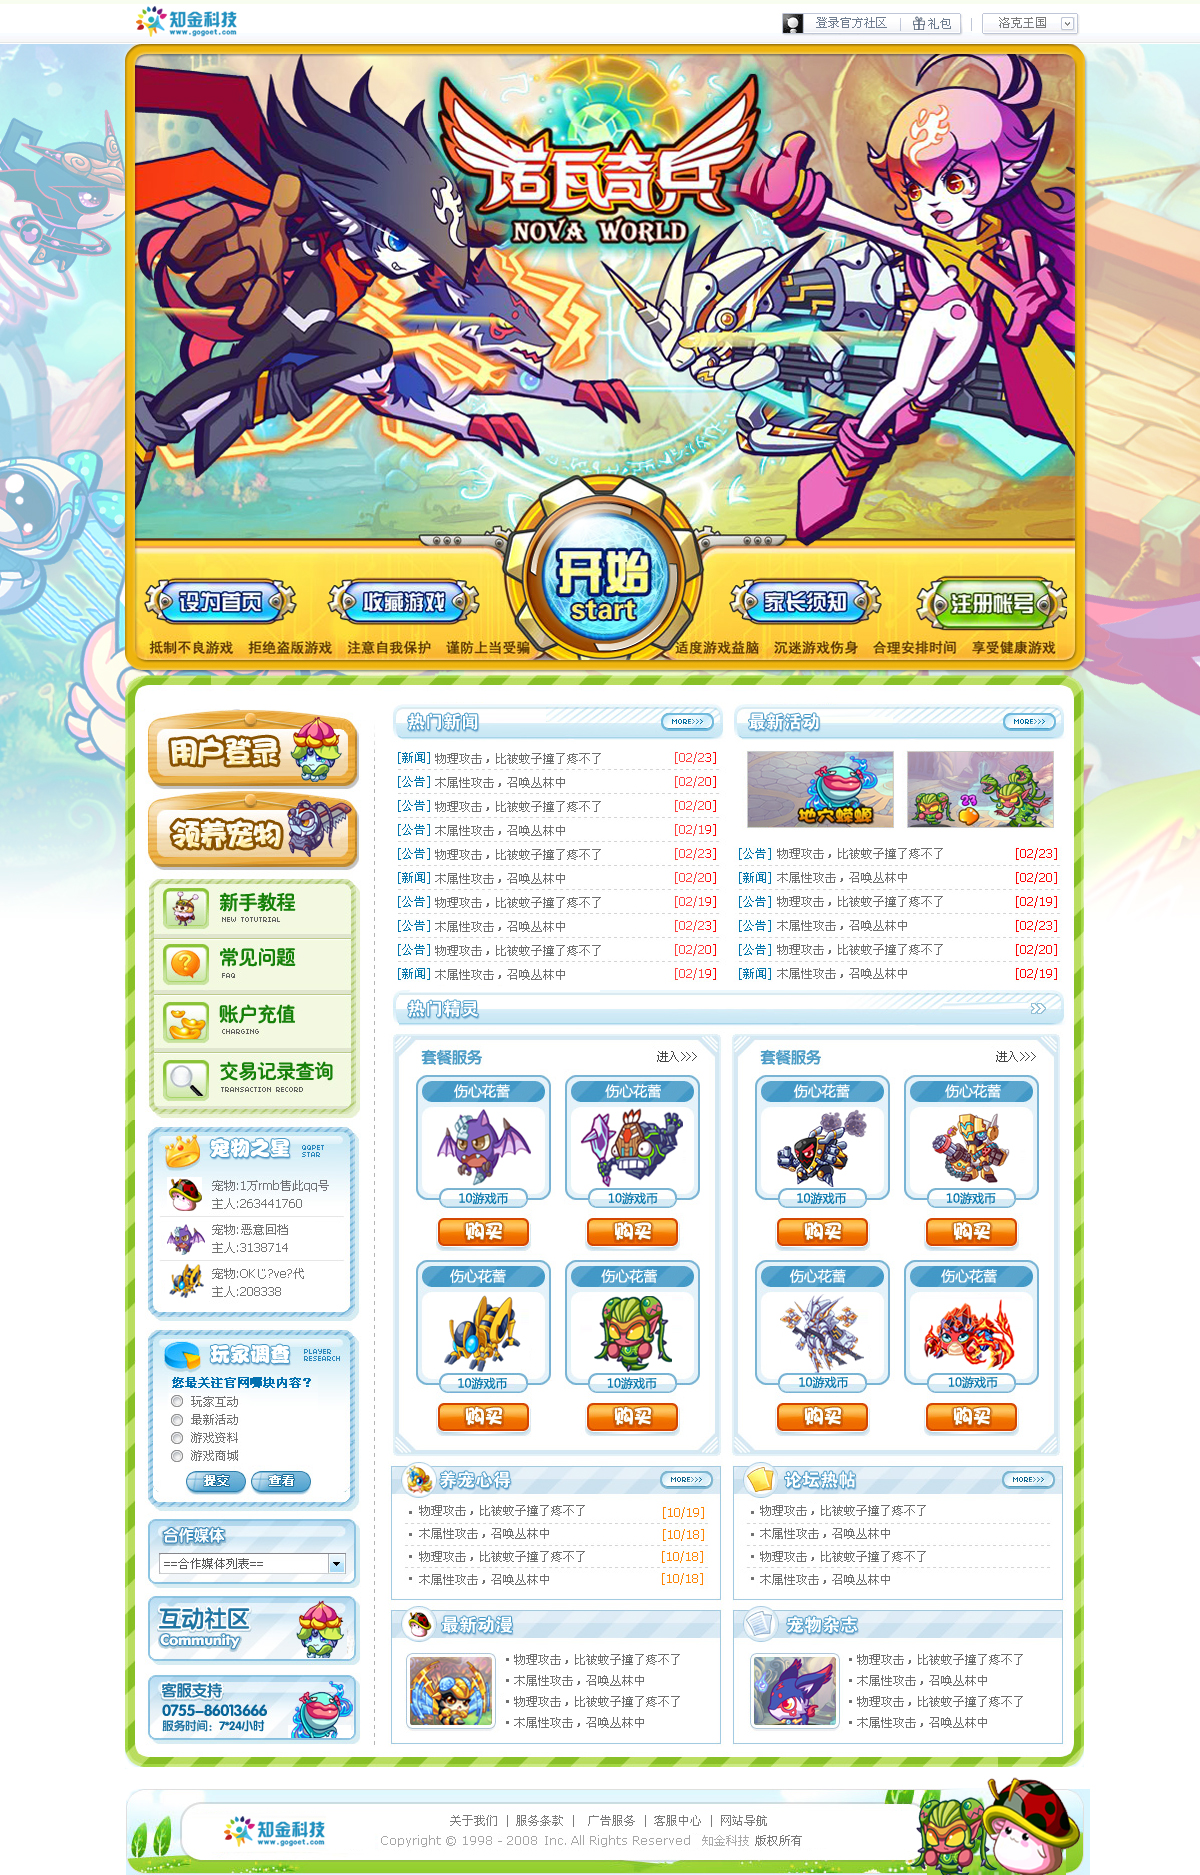 知金科技
www.gogoet.com
登录官方社区
礼包
洛克王国
诺瓦奇兵
NOVA WORLD
开始
start
设为首页
收藏游戏
家长须知
注册帐号
抵制不良游戏 拒绝盗版游戏 注意自我保护 谨防上当受骗
适度游戏益脑 沉迷游戏伤身 合理安排时间 享受健康游戏
用户登录
领养宠物
新手教程
NEW TOTUTRIAL
常见问题
FAQ
账户充值
CHARGING
交易记录查询
TRANSACTION RECORD
宠物之星
QQPET
STAR
宠物:1万rmb售此qq号
主人:263441760
宠物:恶意回档
主人:3138714
宠物:OKじ?ve?代
主人:208338
玩家调查
PLAYER
RESEARCH
您最关注官网哪块内容?
玩家互动
最新活动
游戏资料
游戏商城
提交
查看
合作媒体
==合作媒体列表==
互动社区
Community
客服支持
0755-86013666
服务时间：7*24小时
热门新闻
MORE>>>
[新闻] 物理攻击，比被蚊子撞了疼不了 [02/23]
[公告] 木属性攻击，召唤丛林中 [02/20]
[公告] 物理攻击，比被蚊子撞了疼不了 [02/20]
[公告] 木属性攻击，召唤丛林中 [02/19]
[公告] 物理攻击，比被蚊子撞了疼不了 [02/23]
[新闻] 木属性攻击，召唤丛林中 [02/20]
[公告] 物理攻击，比被蚊子撞了疼不了 [02/19]
[公告] 木属性攻击，召唤丛林中 [02/23]
[公告] 物理攻击，比被蚊子撞了疼不了 [02/20]
[新闻] 木属性攻击，召唤丛林中 [02/19]
最新活动
MORE>>>
地穴蟒蝮
23
[公告] 物理攻击，比被蚊子撞了疼不了 [02/23]
[新闻] 木属性攻击，召唤丛林中 [02/20]
[公告] 物理攻击，比被蚊子撞了疼不了 [02/19]
[公告] 木属性攻击，召唤丛林中 [02/23]
[公告] 物理攻击，比被蚊子撞了疼不了 [02/20]
[新闻] 木属性攻击，召唤丛林中 [02/19]
热门精灵
套餐服务
进入>>>
伤心花蕾
伤心花蕾
10游戏币
10游戏币
购买
购买
伤心花蕾
伤心花蕾
10游戏币
10游戏币
购买
购买
套餐服务
进入>>>
伤心花蕾
伤心花蕾
10游戏币
10游戏币
购买
购买
伤心花蕾
伤心花蕾
10游戏币
10游戏币
购买
购买
养宠心得
MORE>>>
物理攻击，比被蚊子撞了疼不了 [10/19]
木属性攻击，召唤丛林中 [10/18]
物理攻击，比被蚊子撞了疼不了 [10/18]
木属性攻击，召唤丛林中 [10/18]
论坛热帖
MORE>>>
物理攻击，比被蚊子撞了疼不了
木属性攻击，召唤丛林中
物理攻击，比被蚊子撞了疼不了
木属性攻击，召唤丛林中
最新动漫
物理攻击，比被蚊子撞了疼不了
木属性攻击，召唤丛林中
物理攻击，比被蚊子撞了疼不了
木属性攻击，召唤丛林中
宠物杂志
物理攻击，比被蚊子撞了疼不了
木属性攻击，召唤丛林中
物理攻击，比被蚊子撞了疼不了
木属性攻击，召唤丛林中
知金科技
www.gogoet.com
关于我们 | 服务条款 | 广告服务 | 客服中心 | 网站导航
Copyright © 1998 - 2008 Inc. All Rights Reserved 知金科技 版权所有